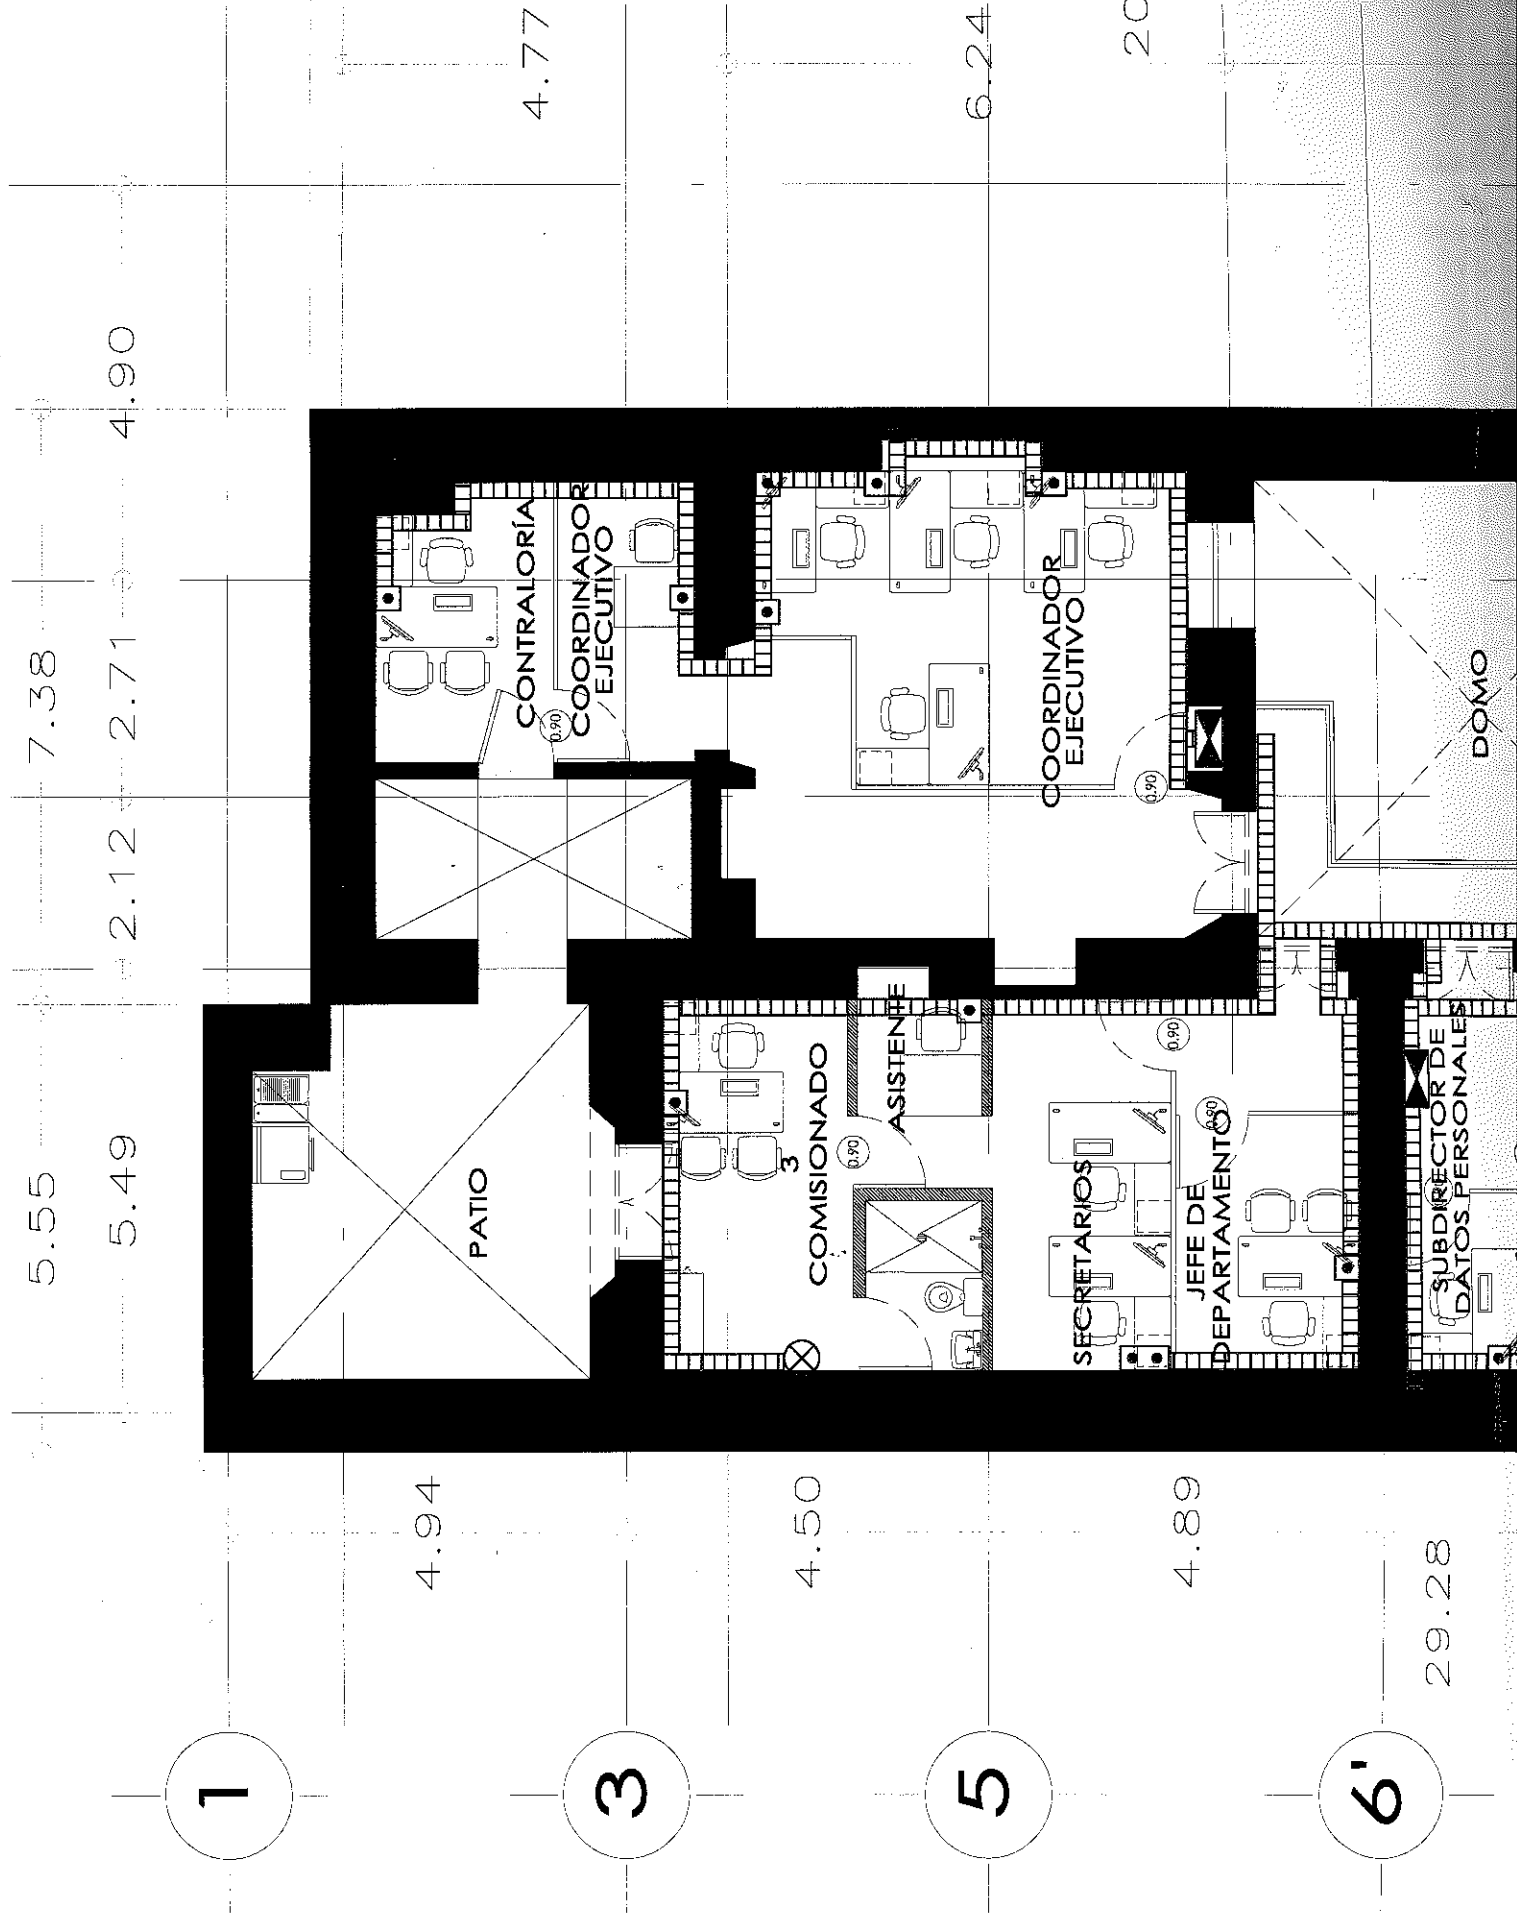 1
3
5
6'
4.94
4.50
4.89
29.28
5.55
7.38
5.49
2.12
2.71
4.90
4.77
6.24
20
PATIO
CONTRALORÍA
COORDINADOR
EJECUTIVO
0.90
COORDINADOR
EJECUTIVO
0.90
DOMO
COMISIONADO
3
0.90
ASISTENTE
SECRETARIOS
0.90
JEFE DE
DEPARTAMENTO
0.90
SUBDIRECTOR DE
DATOS PERSONALES